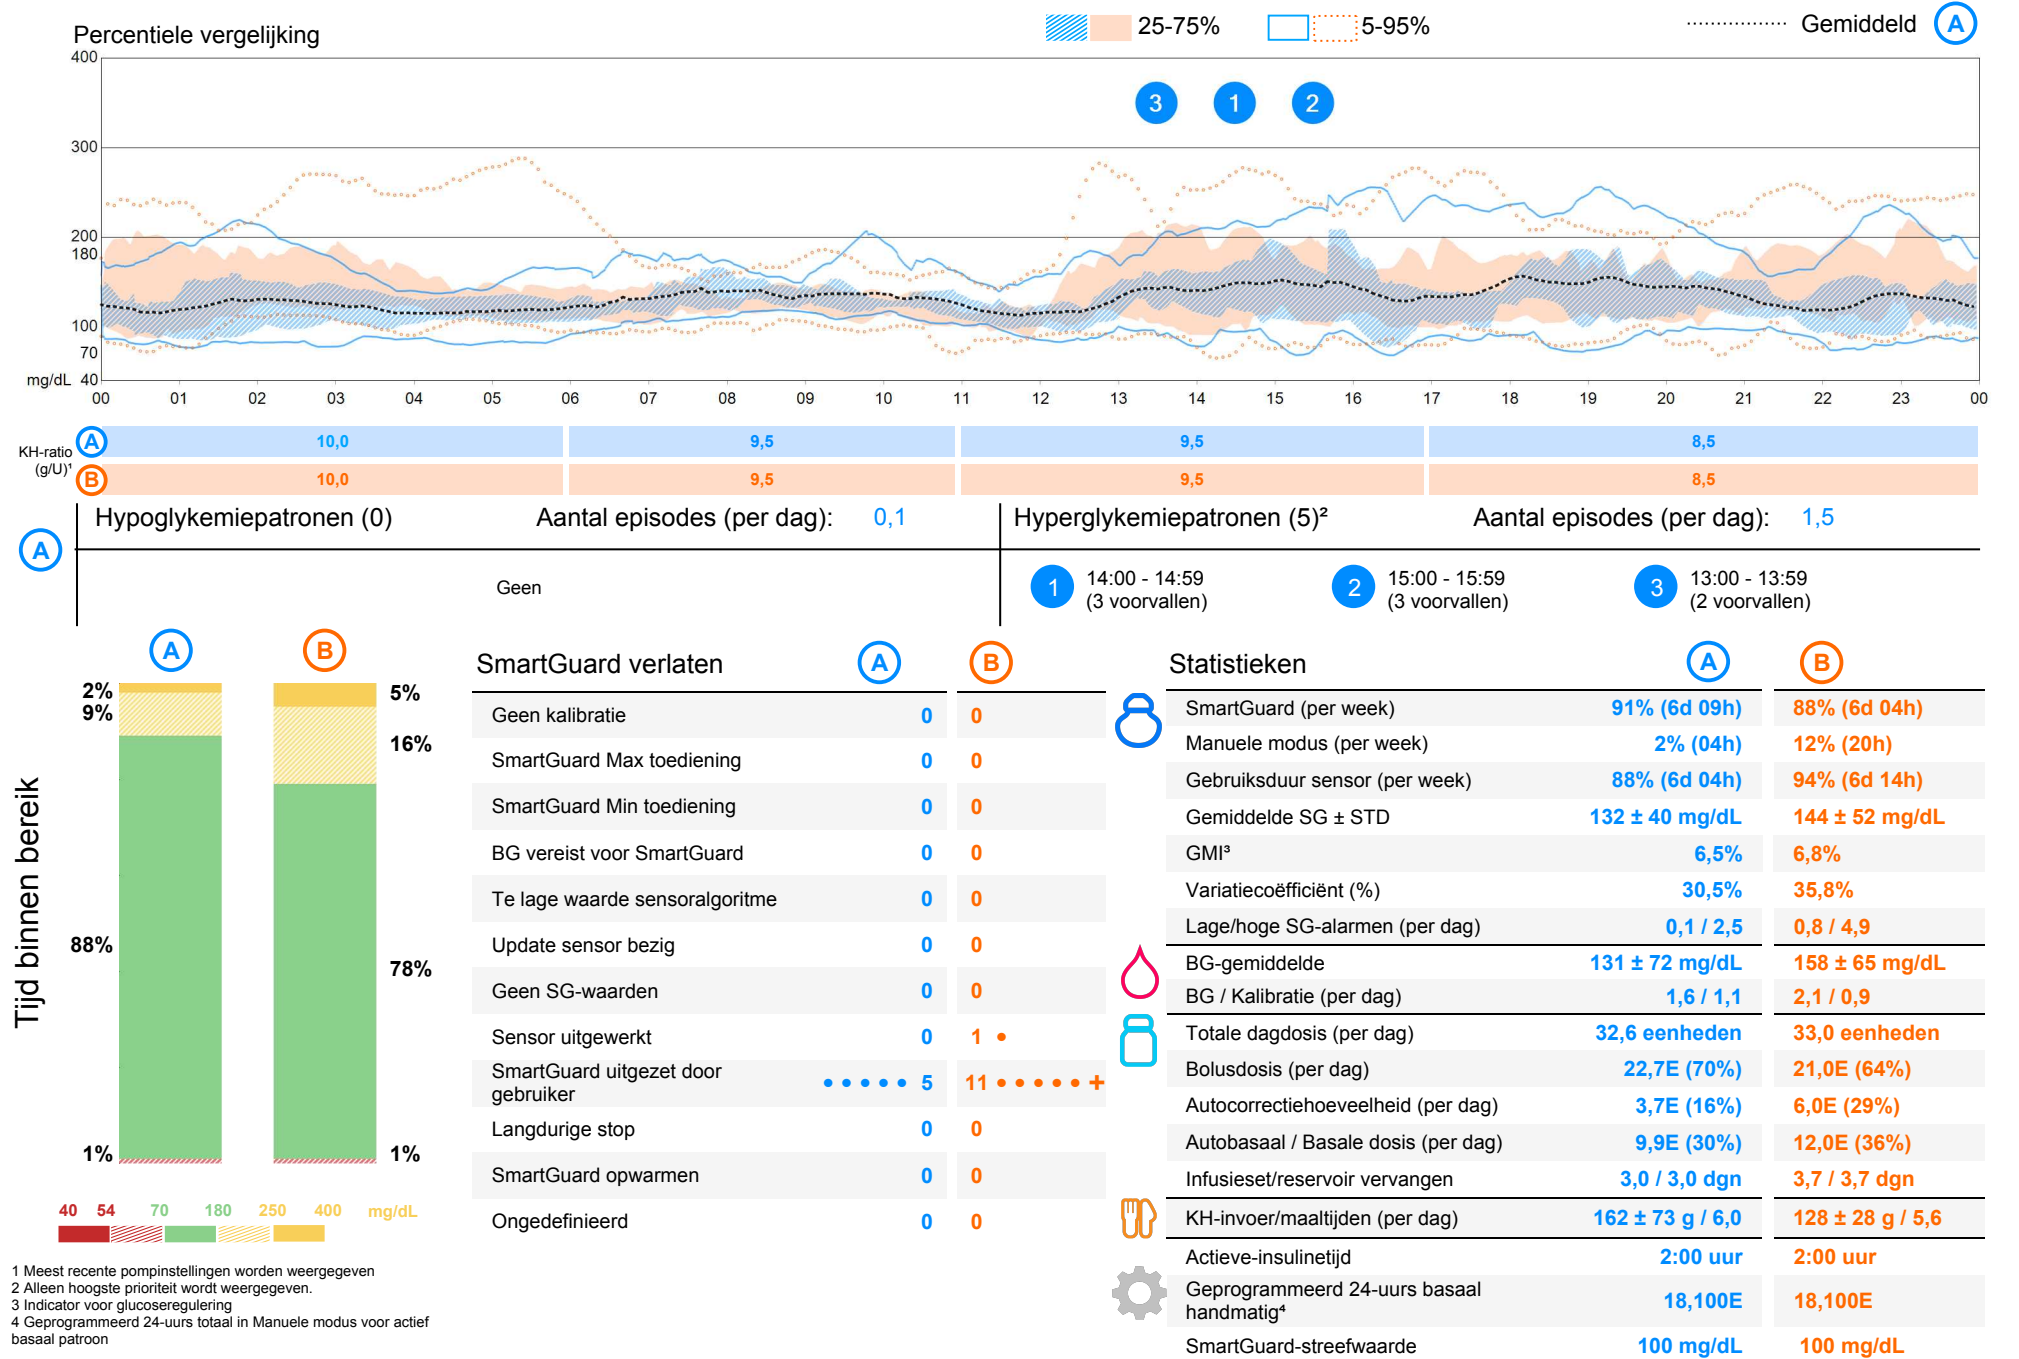 Percentiele vergelijking
25-75%
5-95%
Gemiddeld A
400
300
200
180
100
70
mg/dL 40
3 1 2
00 01 02 03 04 05 06 07 08 09 10 11 12 13 14 15 16 17 18 19 20 21 22 23 00
KH-ratio
(g/U)¹
A 10,0 9,5 9,5 8,5
B 10,0 9,5 9,5 8,5
A
Hypoglykemiepatronen (0) Aantal episodes (per dag): 0,1
Geen
Hyperglykemiepatronen (5)² Aantal episodes (per dag): 1,5
1 14:00 - 14:59
(3 voorvallen)
2 15:00 - 15:59
(3 voorvallen)
3 13:00 - 13:59
(2 voorvallen)
Tijd binnen bereik
A B
2% 5%
9% 16%
88% 78%
1% 1%
40 54 70 180 250 400 mg/dL
SmartGuard verlaten A B
Geen kalibratie 0 0
SmartGuard Max toediening 0 0
SmartGuard Min toediening 0 0
BG vereist voor SmartGuard 0 0
Te lage waarde sensoralgoritme 0 0
Update sensor bezig 0 0
Geen SG-waarden 0 0
Sensor uitgewerkt 0 1
SmartGuard uitgezet door
gebruiker 5 11 +
Langdurige stop 0 0
SmartGuard opwarmen 0 0
Ongedefinieerd 0 0
Statistieken A B
SmartGuard (per week) 91% (6d 09h) 88% (6d 04h)
Manuele modus (per week) 2% (04h) 12% (20h)
Gebruiksduur sensor (per week) 88% (6d 04h) 94% (6d 14h)
Gemiddelde SG ± STD 132 ± 40 mg/dL 144 ± 52 mg/dL
GMI³ 6,5% 6,8%
Variatiecoëfficiënt (%) 30,5% 35,8%
Lage/hoge SG-alarmen (per dag) 0,1 / 2,5 0,8 / 4,9
BG-gemiddelde 131 ± 72 mg/dL 158 ± 65 mg/dL
BG / Kalibratie (per dag) 1,6 / 1,1 2,1 / 0,9
Totale dagdosis (per dag) 32,6 eenheden 33,0 eenheden
Bolusdosis (per dag) 22,7E (70%) 21,0E (64%)
Autocorrectiehoeveelheid (per dag) 3,7E (16%) 6,0E (29%)
Autobasaal / Basale dosis (per dag) 9,9E (30%) 12,0E (36%)
Infusieset/reservoir vervangen 3,0 / 3,0 dgn 3,7 / 3,7 dgn
KH-invoer/maaltijden (per dag) 162 ± 73 g / 6,0 128 ± 28 g / 5,6
Actieve-insulinetijd 2:00 uur 2:00 uur
Geprogrammeerd 24-uurs basaal
handmatig⁴ 18,100E 18,100E
SmartGuard-streefwaarde 100 mg/dL 100 mg/dL
1 Meest recente pompinstellingen worden weergegeven
2 Alleen hoogste prioriteit wordt weergegeven.
3 Indicator voor glucoseregulering
4 Geprogrammeerd 24-uurs totaal in Manuele modus voor actief
basaal patroon